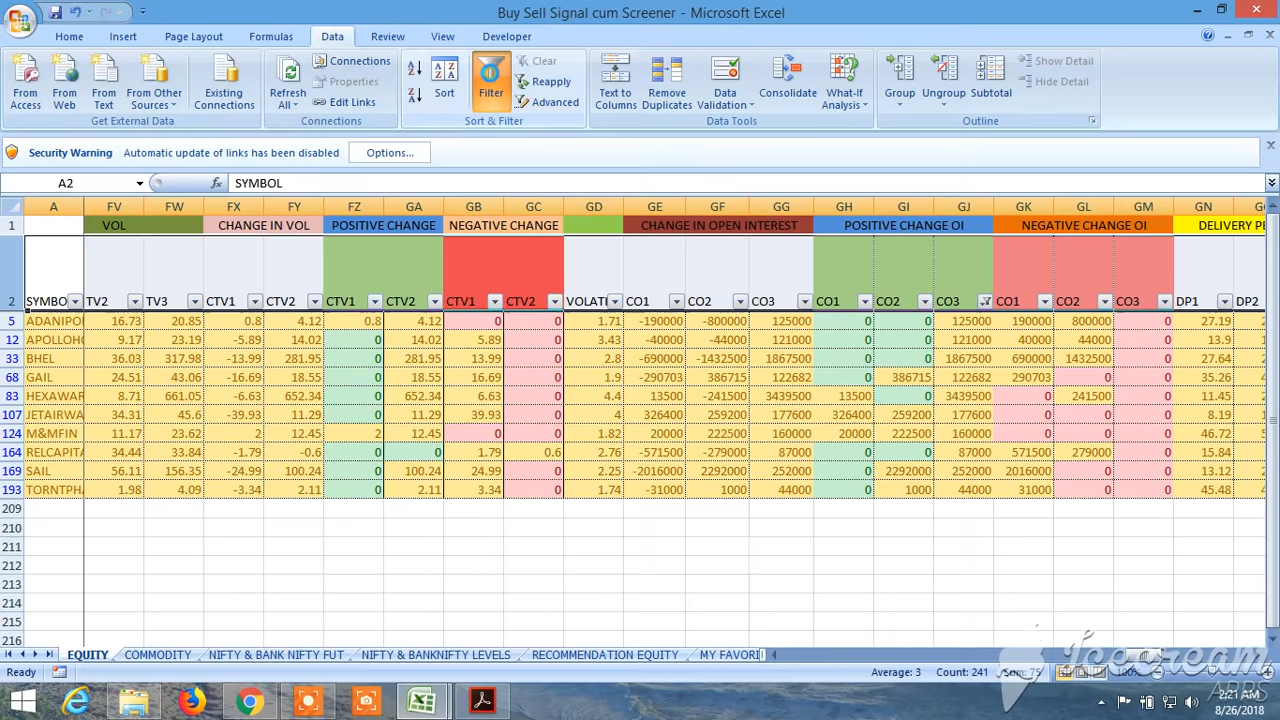 Buy Sell Signal cum Screener - Microsoft Excel
Home Insert Page Layout Formulas Data Review View Developer
From Access
From Web
From Text
From Other Sources
Existing Connections
Get External Data
Refresh All
Connections
Properties
Edit Links
Connections
Sort
Filter
Clear
Reapply
Advanced
Sort & Filter
Text to Columns
Remove Duplicates
Data Validation
Consolidate
What-If Analysis
Data Tools
Group
Ungroup
Subtotal
Show Detail
Hide Detail
Outline
Security Warning Automatic update of links has been disabled Options...
A2 fx SYMBOL
A FV FW FX FY FZ GA GB GC GD GE GF GG GH GI GJ GK GL GM GN
1 VOL CHANGE IN VOL POSITIVE CHANGE NEGATIVE CHANGE CHANGE IN OPEN INTEREST POSITIVE CHANGE OI NEGATIVE CHANGE OI DELIVERY PE
2 SYMBO TV2 TV3 CTV1 CTV2 CTV1 CTV2 CTV1 CTV2 VOLATI CO1 CO2 CO3 CO1 CO2 CO3 CO1 CO2 CO3 DP1 DP2
5 ADANIPO 16.73 20.85 0.8 4.12 0.8 4.12 0 0 1.71 -190000 -800000 125000 0 0 125000 190000 800000 0 27.19
12 APOLLOH 9.17 23.19 -5.89 14.02 0 14.02 5.89 0 3.43 -40000 -44000 121000 0 0 121000 40000 44000 0 13.9
33 BHEL 36.03 317.98 -13.99 281.95 0 281.95 13.99 0 2.8 -690000 -1432500 1867500 0 0 1867500 690000 1432500 0 27.64
68 GAIL 24.51 43.06 -16.69 18.55 0 18.55 16.69 0 1.9 -290703 386715 122682 0 386715 122682 290703 0 0 35.26
83 HEXAWAR 8.71 661.05 -6.63 652.34 0 652.34 6.63 0 4.4 13500 -241500 3439500 13500 0 3439500 0 241500 0 11.45
107 JETAIRWA 34.31 45.6 -39.93 11.29 0 11.29 39.93 0 4 326400 259200 177600 326400 259200 177600 0 0 0 8.19
124 M&MFIN 11.17 23.62 2 12.45 2 12.45 0 0 1.82 20000 222500 160000 20000 222500 160000 0 0 0 46.72
164 RELCAPITA 34.44 33.84 -1.79 -0.6 0 0 1.79 0.6 2.76 -571500 -279000 87000 0 0 87000 571500 279000 0 15.84
169 SAIL 56.11 156.35 -24.99 100.24 0 100.24 24.99 0 2.25 -2016000 2292000 252000 0 2292000 252000 2016000 0 0 13.12
193 TORNTPH 1.98 4.09 -3.34 2.11 0 2.11 3.34 0 1.74 -31000 1000 44000 0 1000 44000 31000 0 0 45.48
209
210
211
212
213
214
215
216
EQUITY COMMODITY NIFTY & BANK NIFTY FUT NIFTY & BANKNIFTY LEVELS RECOMMENDATION EQUITY MY FAVORI
Ready Average: 3 Count: 241 Sum: 75 100%
Icecream
APPS
2:21 AM
8/26/2018